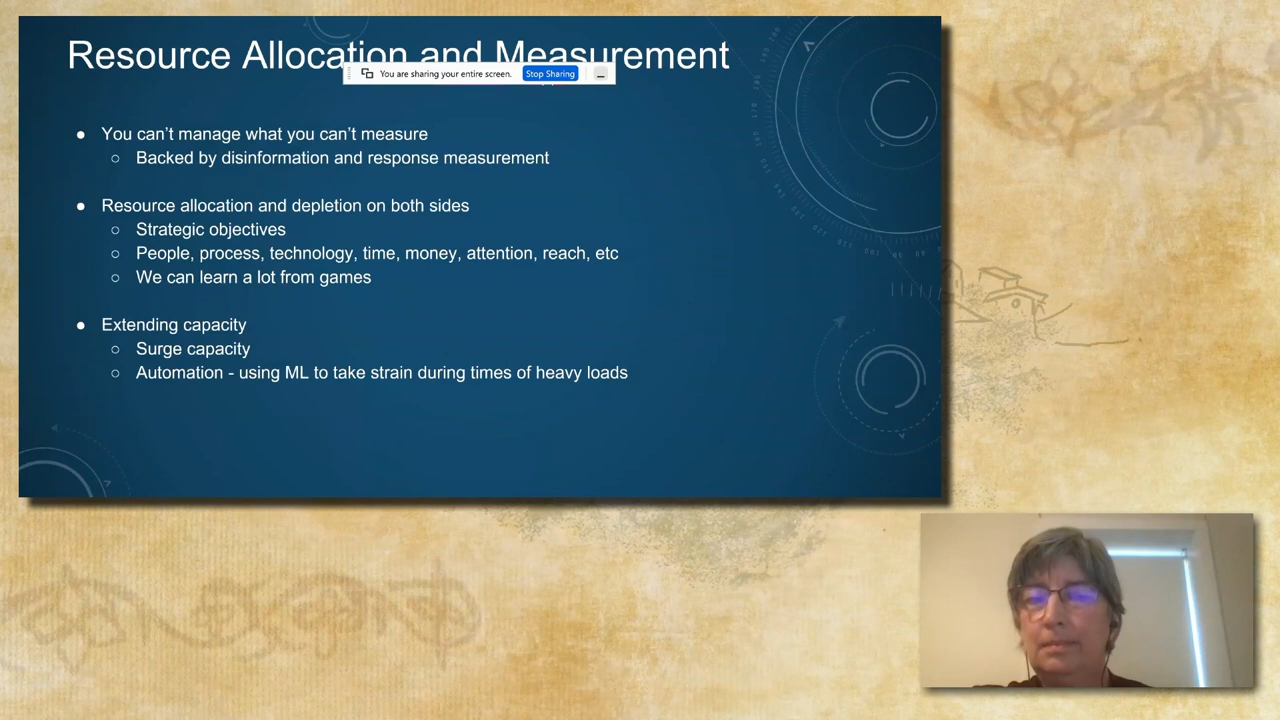 Resource Allocation and Measurement
You are sharing your entire screen. Stop Sharing
● You can’t manage what you can’t measure
○ Backed by disinformation and response measurement
● Resource allocation and depletion on both sides
○ Strategic objectives
○ People, process, technology, time, money, attention, reach, etc
○ We can learn a lot from games
● Extending capacity
○ Surge capacity
○ Automation - using ML to take strain during times of heavy loads